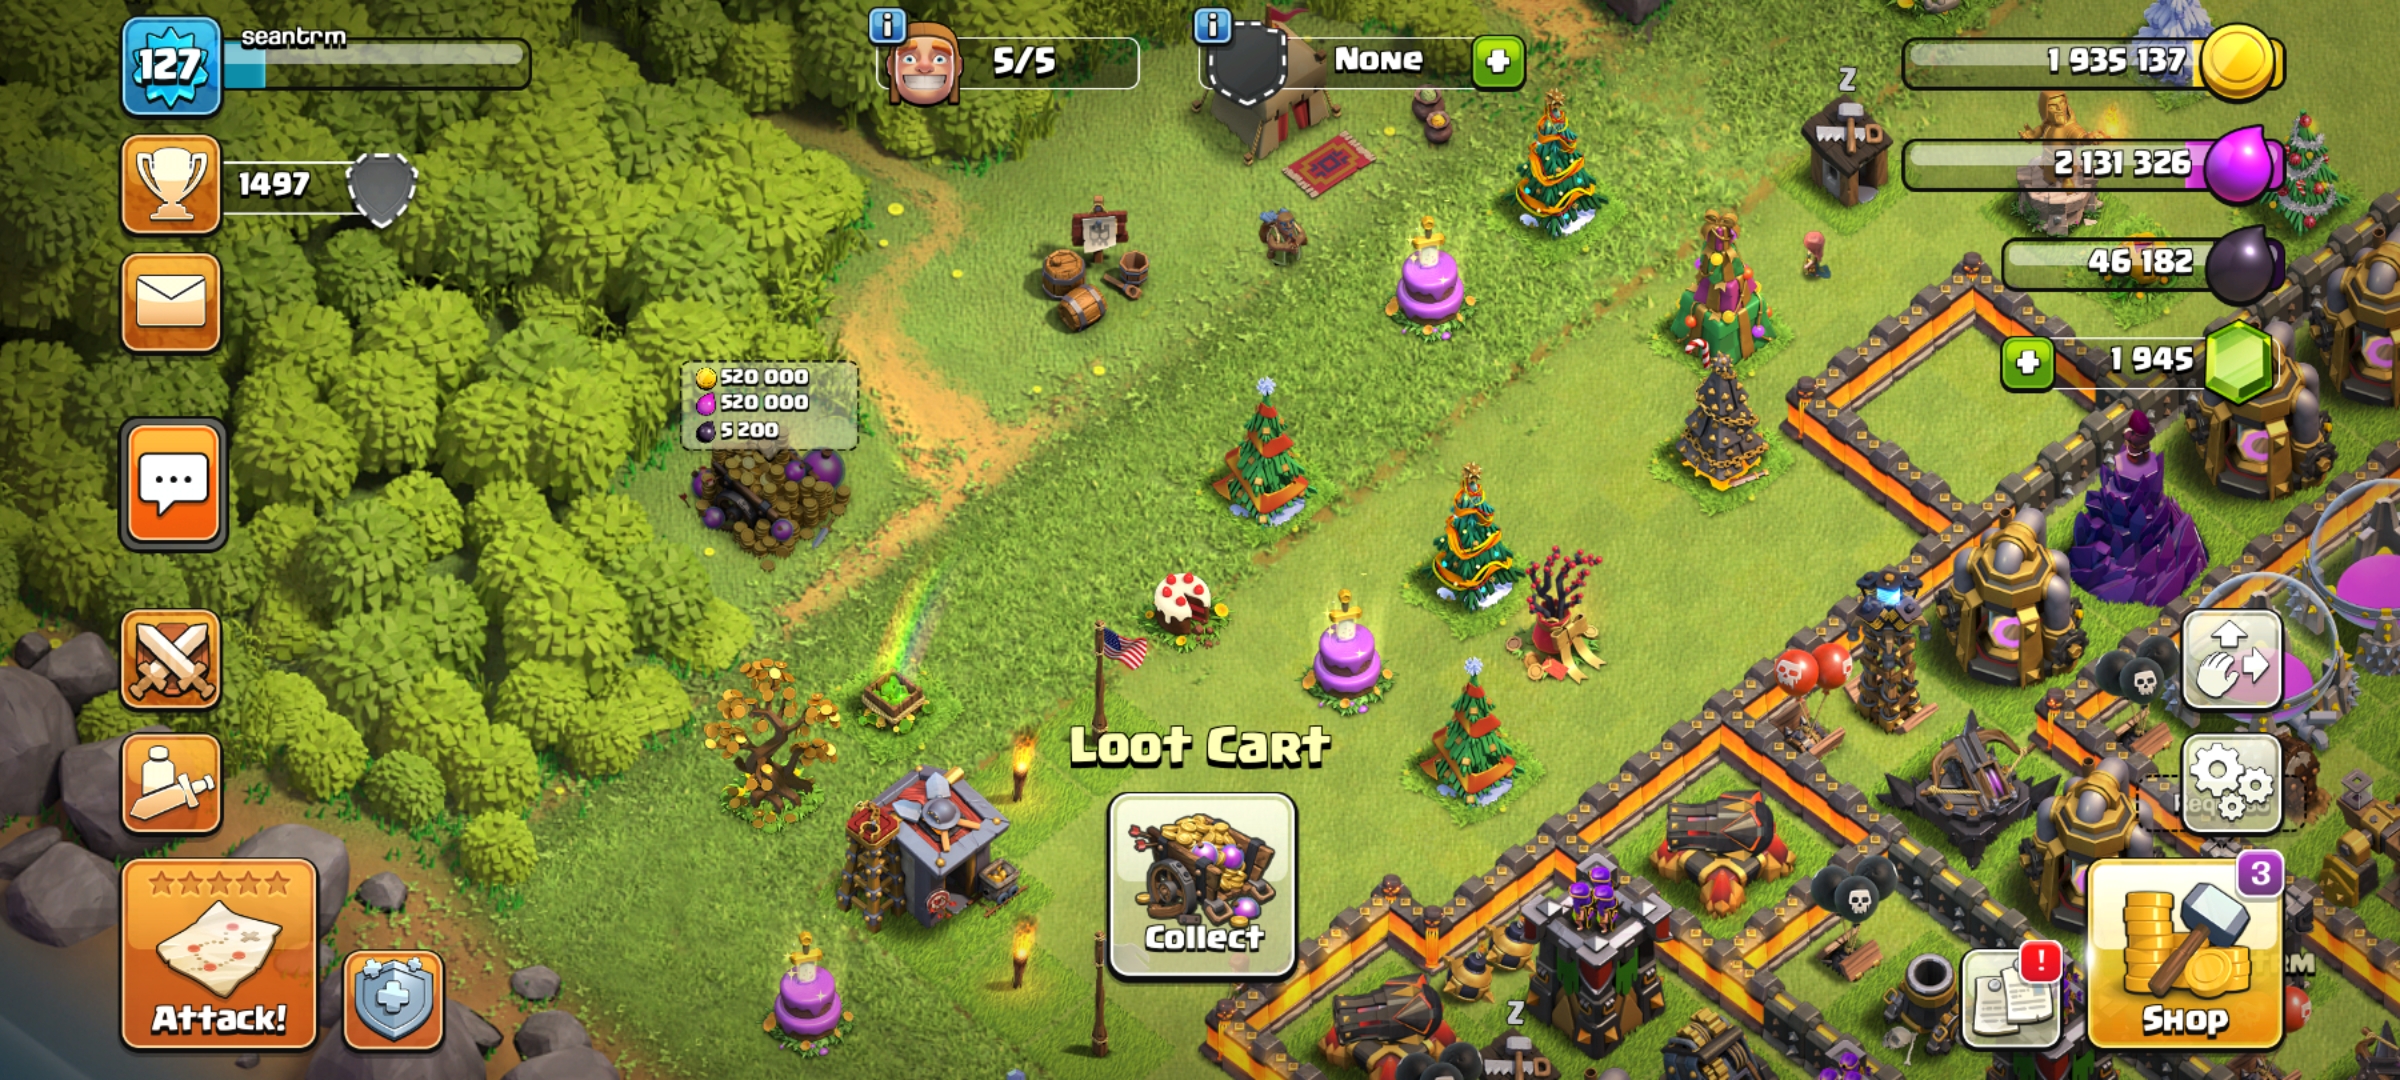 127
seantrm
5/5
None
1 935 137
1497
2 131 326
46 182
1 945
520 000
520 000
5 200
Loot Cart
Collect
Attack!
Z
Z
3
!
Shop
i
i